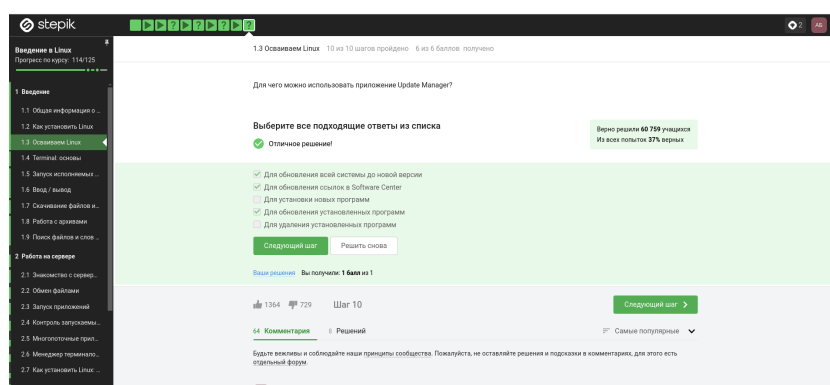 stepik
2
АБ
Введение в Linux
Прогресс по курсу: 114/125
1 Введение
1.1 Общая информация о ...
1.2 Как установить Linux
1.3 Осваиваем Linux
1.4 Terminal: основы
1.5 Запуск исполняемых ...
1.6 Ввод / вывод
1.7 Скачивание файлов и...
1.8 Работа с архивами
1.9 Поиск файлов и слов ...
2 Работа на сервере
2.1 Знакомство с сервер...
2.2 Обмен файлами
2.3 Запуск приложений
2.4 Контроль запускаемы...
2.5 Многопоточные прил...
2.6 Менеджер терминало...
2.7 Как установить Linux: ...
1.3 Осваиваем Linux 10 из 10 шагов пройдено 6 из 6 баллов получено
Для чего можно использовать приложение Update Manager?
Выберите все подходящие ответы из списка
Отличное решение!
Верно решили 60 759 учащихся
Из всех попыток 37% верных
Для обновления всей системы до новой версии
Для обновления ссылок в Software Center
Для установки новых программ
Для обновления установленных программ
Для удаления установленных программ
Следующий шаг Решить снова
Ваши решения Вы получили: 1 балл из 1
1364 729 Шаг 10 Следующий шаг
64 Комментария 6 Решений Самые популярные
Будьте вежливы и соблюдайте наши принципы сообщества. Пожалуйста, не оставляйте решения и подсказки в комментариях, для этого есть
отдельный форум.